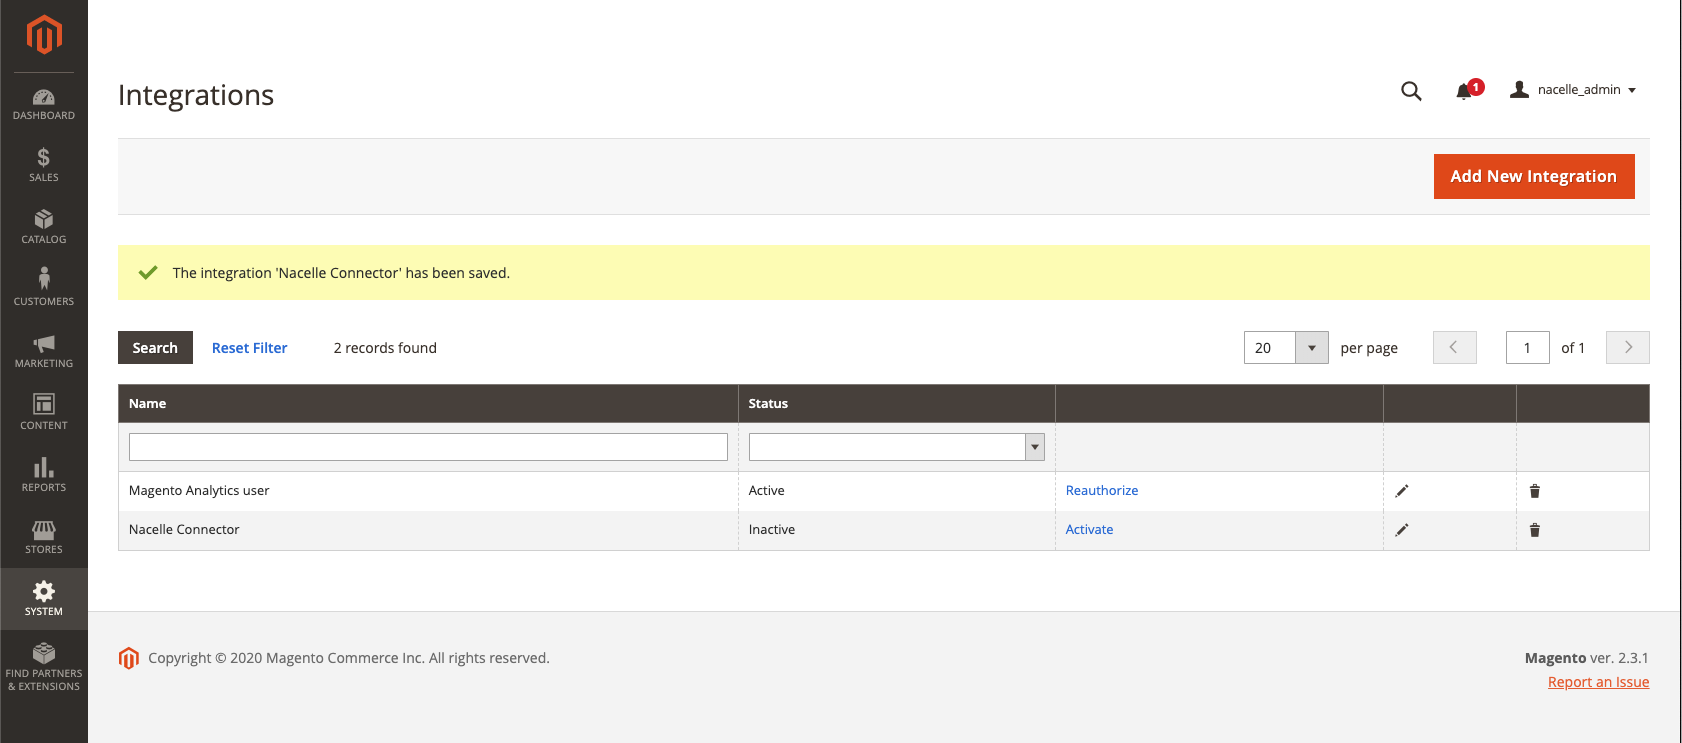 DASHBOARD
SALES
CATALOG
CUSTOMERS
MARKETING
CONTENT
REPORTS
STORES
SYSTEM
FIND PARTNERS
& EXTENSIONS
Integrations
1
nacelle_admin
Add New Integration
The integration 'Nacelle Connector' has been saved.
Search Reset Filter 2 records found 20 per page 1 of 1
Name Status
Magento Analytics user Active Reauthorize
Nacelle Connector Inactive Activate
Copyright © 2020 Magento Commerce Inc. All rights reserved. Magento ver. 2.3.1
Report an Issue